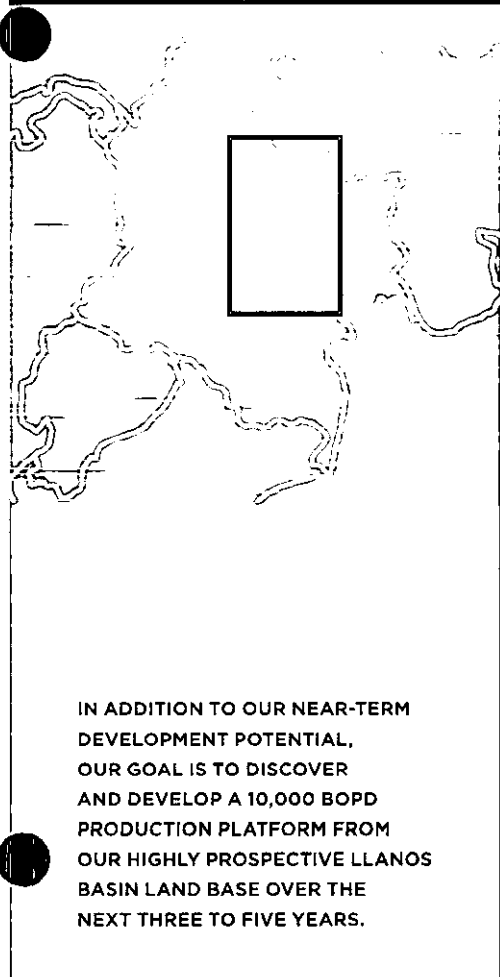 IN ADDITION TO OUR NEAR-TERM
DEVELOPMENT POTENTIAL,
OUR GOAL IS TO DISCOVER
AND DEVELOP A 10,000 BOPD
PRODUCTION PLATFORM FROM
OUR HIGHLY PROSPECTIVE LLANOS
BASIN LAND BASE OVER THE
NEXT THREE TO FIVE YEARS.